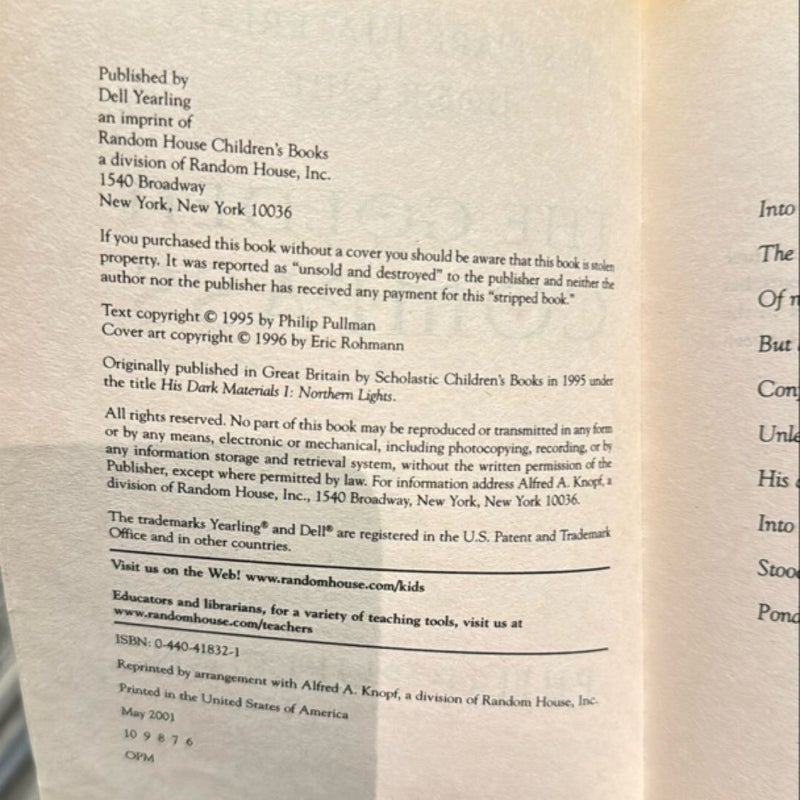 Published by
Dell Yearling
an imprint of
Random House Children's Books
a division of Random House, Inc.
1540 Broadway
New York, New York 10036
If you purchased this book without a cover you should be aware that this book is stolen
property. It was reported as "unsold and destroyed" to the publisher and neither the
author nor the publisher has received any payment for this "stripped book."
Text copyright © 1995 by Philip Pullman
Cover art copyright © 1996 by Eric Rohmann
Originally published in Great Britain by Scholastic Children's Books in 1995 under
the title His Dark Materials 1: Northern Lights.
All rights reserved. No part of this book may be reproduced or transmitted in any form
or by any means, electronic or mechanical, including photocopying, recording, or by
any information storage and retrieval system, without the written permission of the
Publisher, except where permitted by law. For information address Alfred A. Knopf, a
division of Random House, Inc., 1540 Broadway, New York, New York 10036.
The trademarks Yearling® and Dell® are registered in the U.S. Patent and Trademark
Office and in other countries.
Visit us on the Web! www.randomhouse.com/kids
Educators and librarians, for a variety of teaching tools, visit us at
www.randomhouse.com/teachers
ISBN: 0-440-41832-1
Reprinted by arrangement with Alfred A. Knopf, a division of Random House, Inc.
Printed in the United States of America
May 2001
10 9 8 7 6
OPM
Into
The
Of
But
His
Into